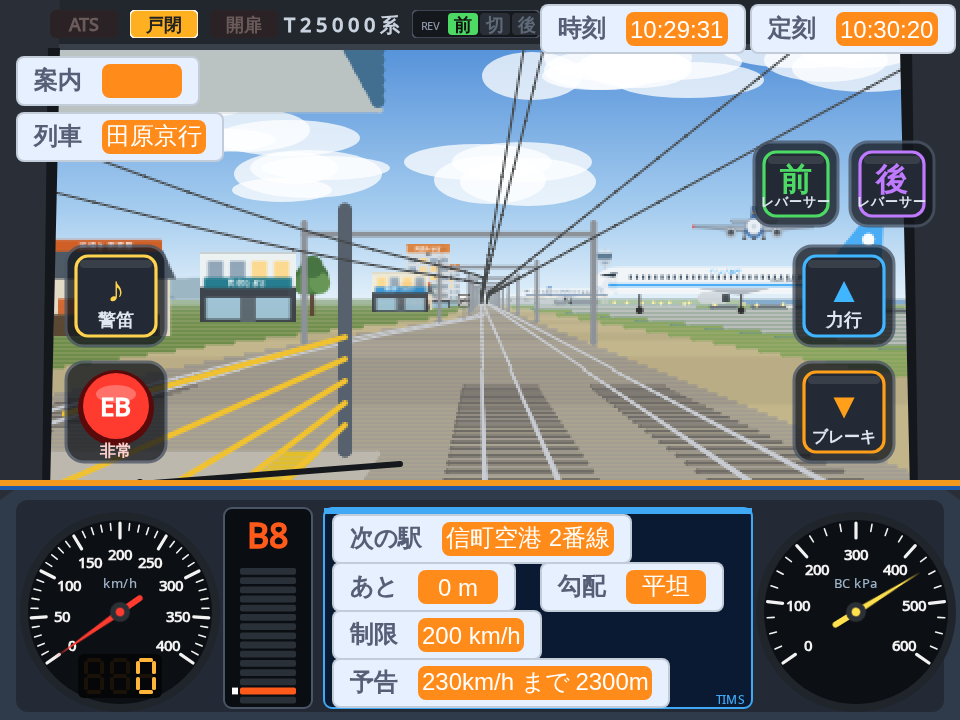 ATS 戸閉 開扉 T25000系 REV 前 切 後
時刻 10:29:31 定刻 10:30:20
案内
列車 田原京行
前 レバーサー
後 レバーサー
♪ 警笛
▲ 力行
EB 非常
▼ ブレーキ
0 50 100 150 200 250 300 350 400
km/h
0
B8
次の駅 信町空港 2番線
あと 0 m 勾配 平坦
制限 200 km/h
予告 230km/h まで 2300m
TIMS
0 100 200 300 400 500 600
BC kPa